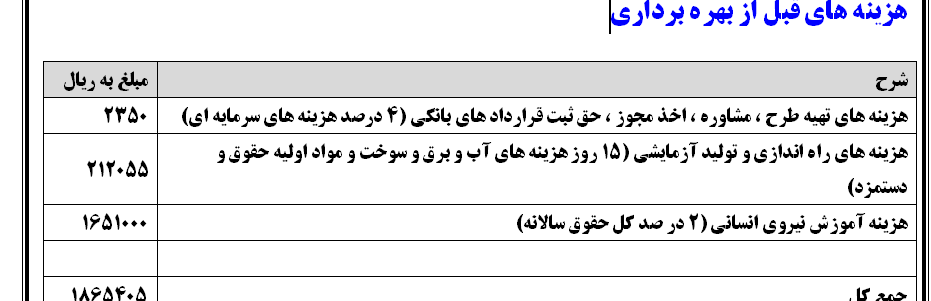 هزینه های قبل از بهره برداری
شرح مبلغ به ریال
هزینه های تهیه طرح ، مشاوره ، اخذ مجوز ، حق ثبت قرارداد های بانکی (۴ درصد هزینه های سرمایه ای) ۲۳۵۰
هزینه های راه اندازی و تولید آزمایشی (۱۵ روز هزینه های آب و برق و سوخت و مواد اولیه حقوق و
دستمزد) ۲۱۲۰۵۵
هزینه آموزش نیروی انسانی (۲ در صد کل حقوق سالانه) ۱۶۵۱۰۰۰
جمع کل ۱۸۶۵۴۰۵